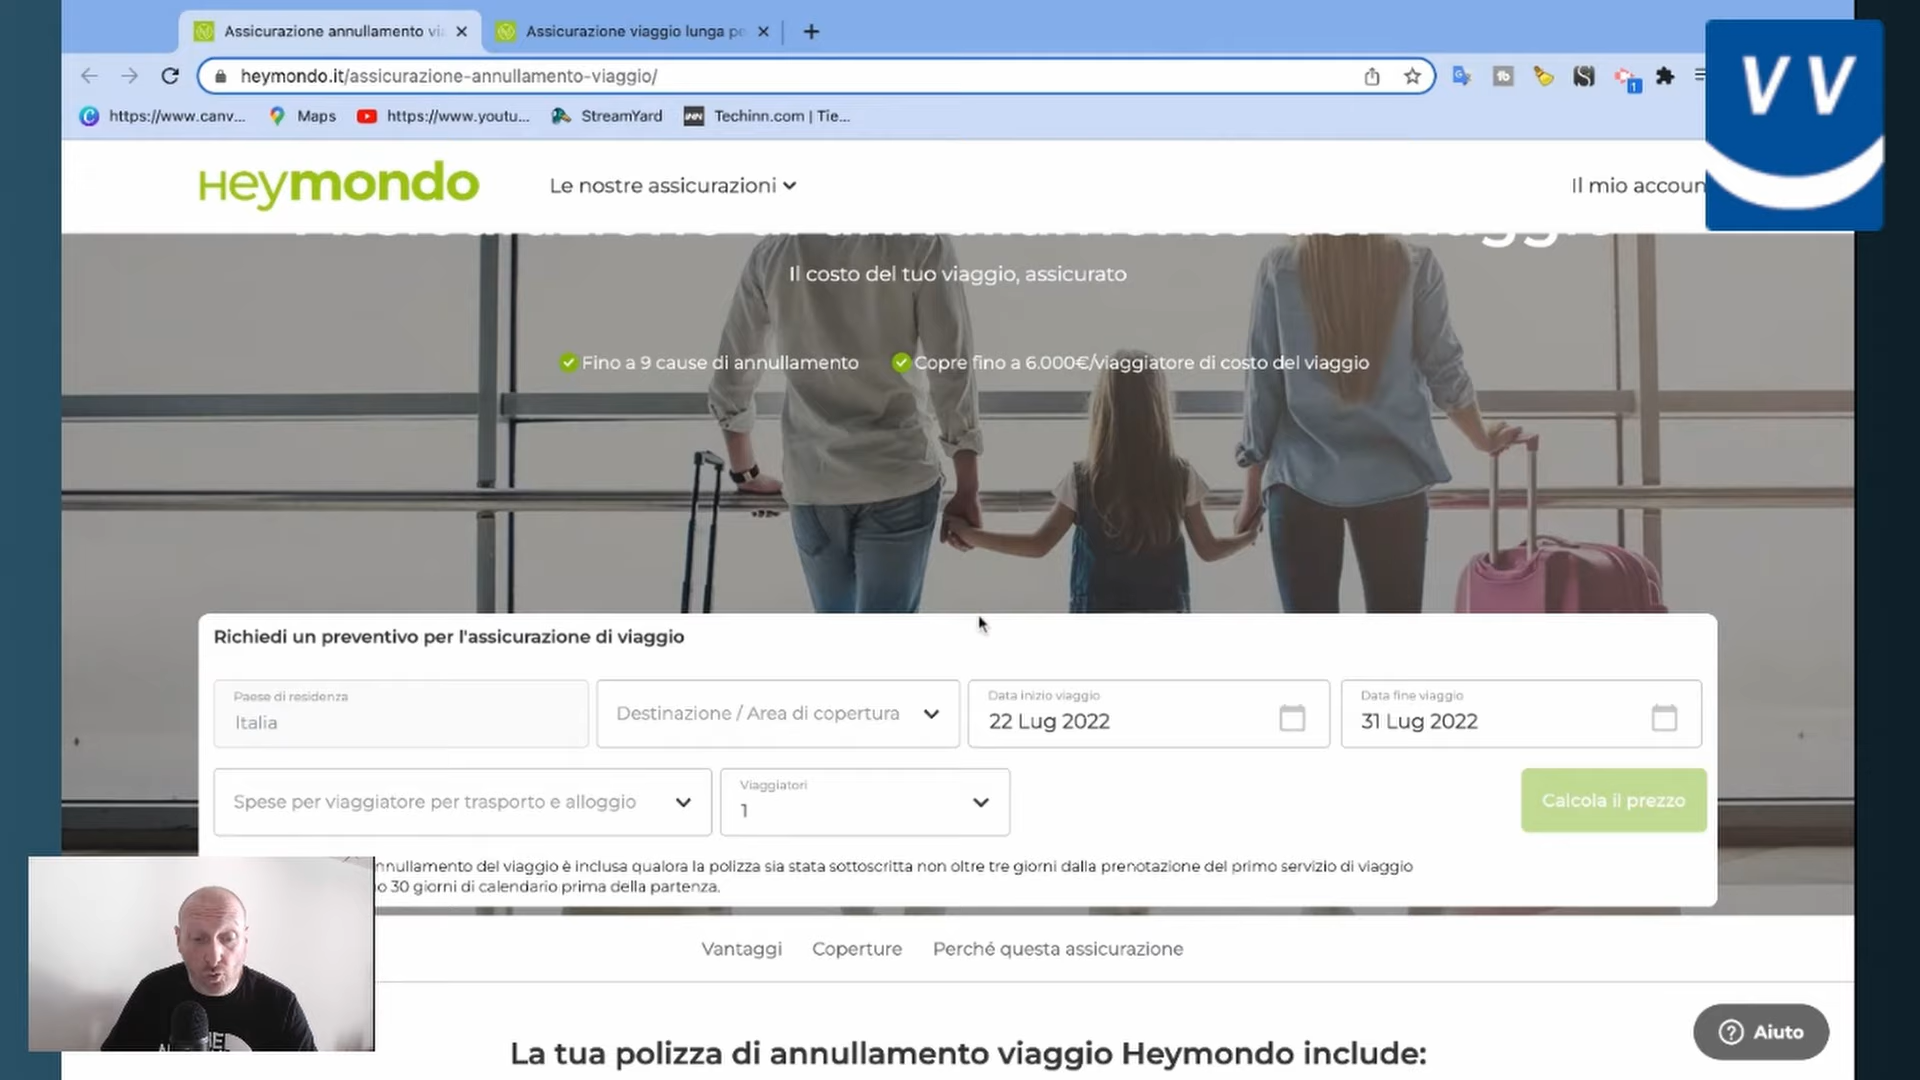 Assicurazione annullamento via
Assicurazione viaggio lunga pe
heymondo.it/assicurazione-annullamento-viaggio/
https://www.canv...
Maps
https://www.youtu...
StreamYard
INN
Techinn.com | Tie...
1
VV
Heymondo
Le nostre assicurazioni
Il mio accoun
Il costo del tuo viaggio, assicurato
Fino a 9 cause di annullamento
Copre fino a 6.000€/viaggiatore di costo del viaggio
Richiedi un preventivo per l'assicurazione di viaggio
Paese di residenza
Italia
Destinazione / Area di copertura
Data inizio viaggio
22 Lug 2022
Data fine viaggio
31 Lug 2022
Spese per viaggiatore per trasporto e alloggio
Viaggiatori
1
Calcola il prezzo
nnullamento del viaggio è inclusa qualora la polizza sia stata sottoscritta non oltre tre giorni dalla prenotazione del primo servizio di viaggio
o 30 giorni di calendario prima della partenza.
Vantaggi
Coperture
Perché questa assicurazione
Aiuto
La tua polizza di annullamento viaggio Heymondo include: